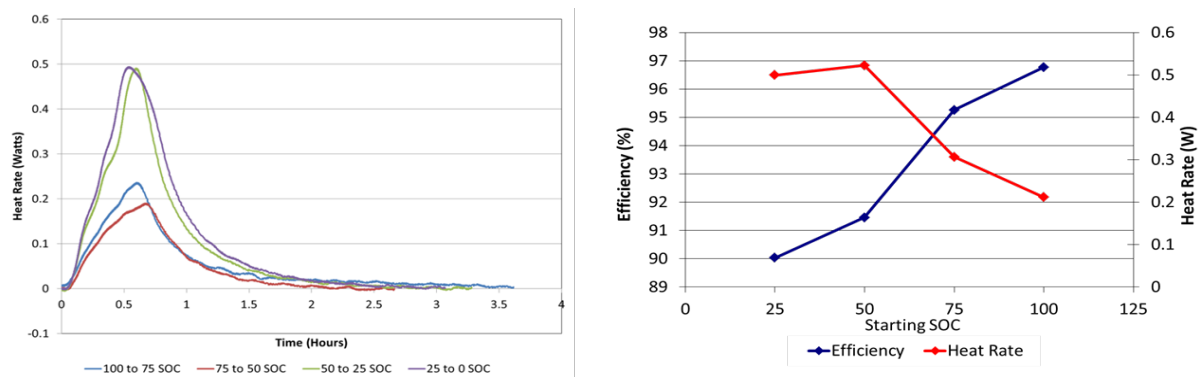 Heat Rate (Watts)
0.6
0.5
0.4
0.3
0.2
0.1
0
-0.1
0 0.5 1 1.5 2 2.5 3 3.5 4
Time (Hours)
100 to 75 SOC 75 to 50 SOC 50 to 25 SOC 25 to 0 SOC
Efficiency (%)
98
97
96
95
94
93
92
91
90
89
0 25 50 75 100 125
Starting SOC
0.6
0.5
0.4
0.3
0.2
0.1
0
Heat Rate (W)
Efficiency Heat Rate